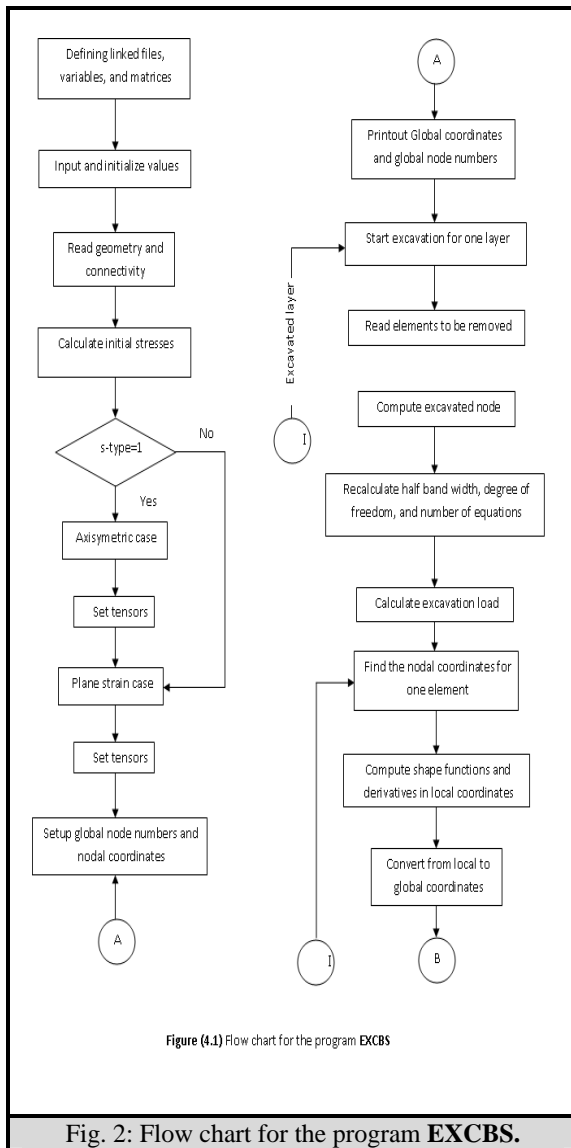 Defining linked files,
variables, and matrices
Input and initialize values
Read geometry and
connectivity
Calculate initial stresses
s-type=1
No
Yes
Axisymetric case
Set tensors
Plane strain case
Set tensors
Setup global node numbers and
nodal coordinates
A
A
Printout Global coordinates
and global node numbers
Start excavation for one layer
Excavated layer
Read elements to be removed
I
Compute excavated node
Recalculate half band width, degree of
freedom, and number of equations
Calculate excavation load
Find the nodal coordinates for
one element
Compute shape functions and
derivatives in local coordinates
Convert from local to
global coordinates
I
B
Figure (4.1) Flow chart for the program EXCBS
Fig. 2: Flow chart for the program EXCBS.